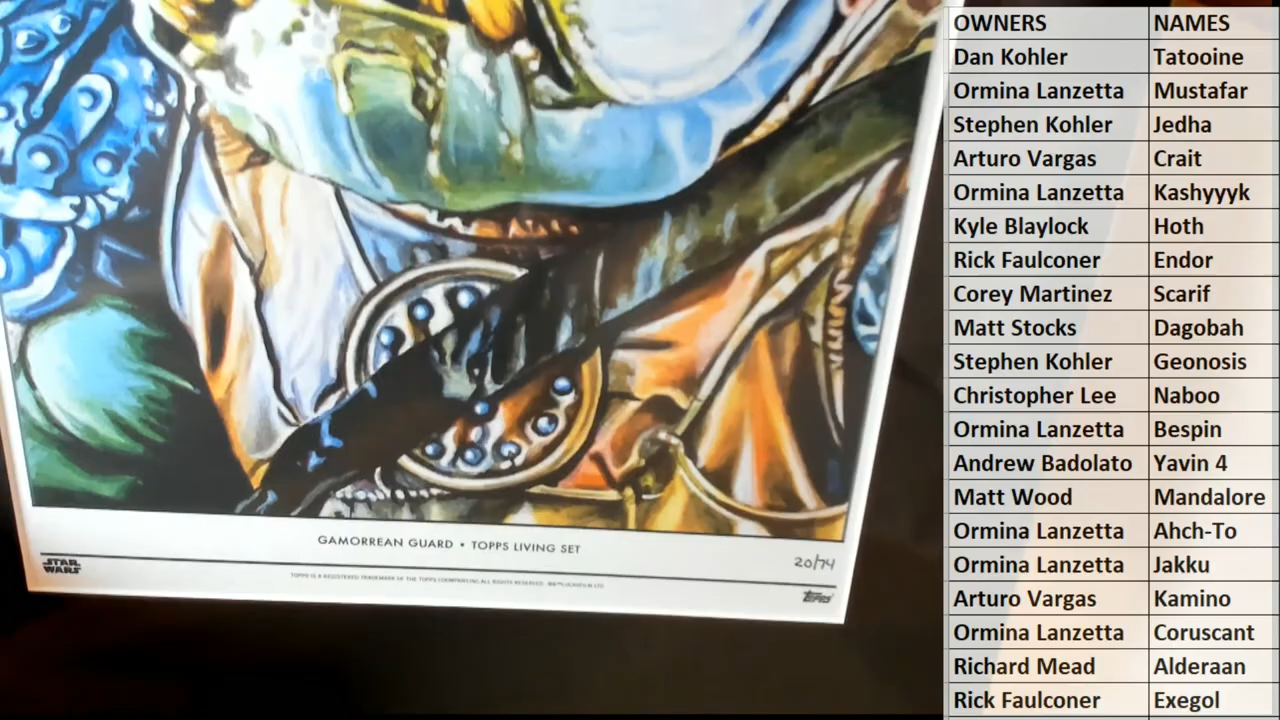 GAMORREAN GUARD • TOPPS LIVING SET
20/74
STAR
WARS
TOPPS
OWNERS NAMES
Dan Kohler Tatooine
Ormina Lanzetta Mustafar
Stephen Kohler Jedha
Arturo Vargas Crait
Ormina Lanzetta Kashyyyk
Kyle Blaylock Hoth
Rick Faulconer Endor
Corey Martinez Scarif
Matt Stocks Dagobah
Stephen Kohler Geonosis
Christopher Lee Naboo
Ormina Lanzetta Bespin
Andrew Badolato Yavin 4
Matt Wood Mandalore
Ormina Lanzetta Ahch-To
Ormina Lanzetta Jakku
Arturo Vargas Kamino
Ormina Lanzetta Coruscant
Richard Mead Alderaan
Rick Faulconer Exegol